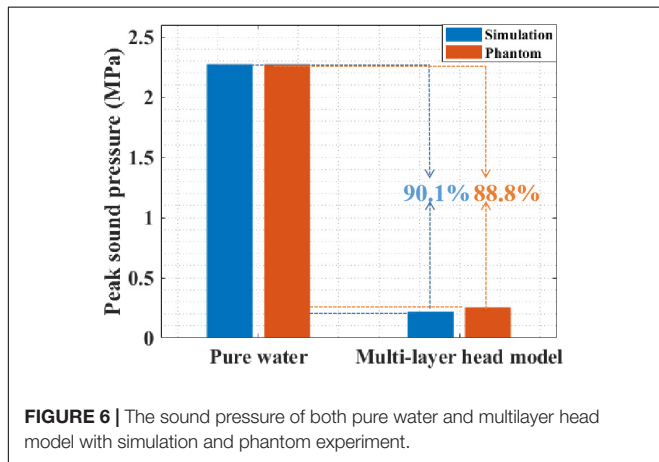 Simulation
Phantom
Peak sound pressure (MPa)
2.5
2
1.5
1
0.5
0
90.1% 88.8%
Pure water
Multi-layer head model
FIGURE 6 | The sound pressure of both pure water and multilayer head
model with simulation and phantom experiment.